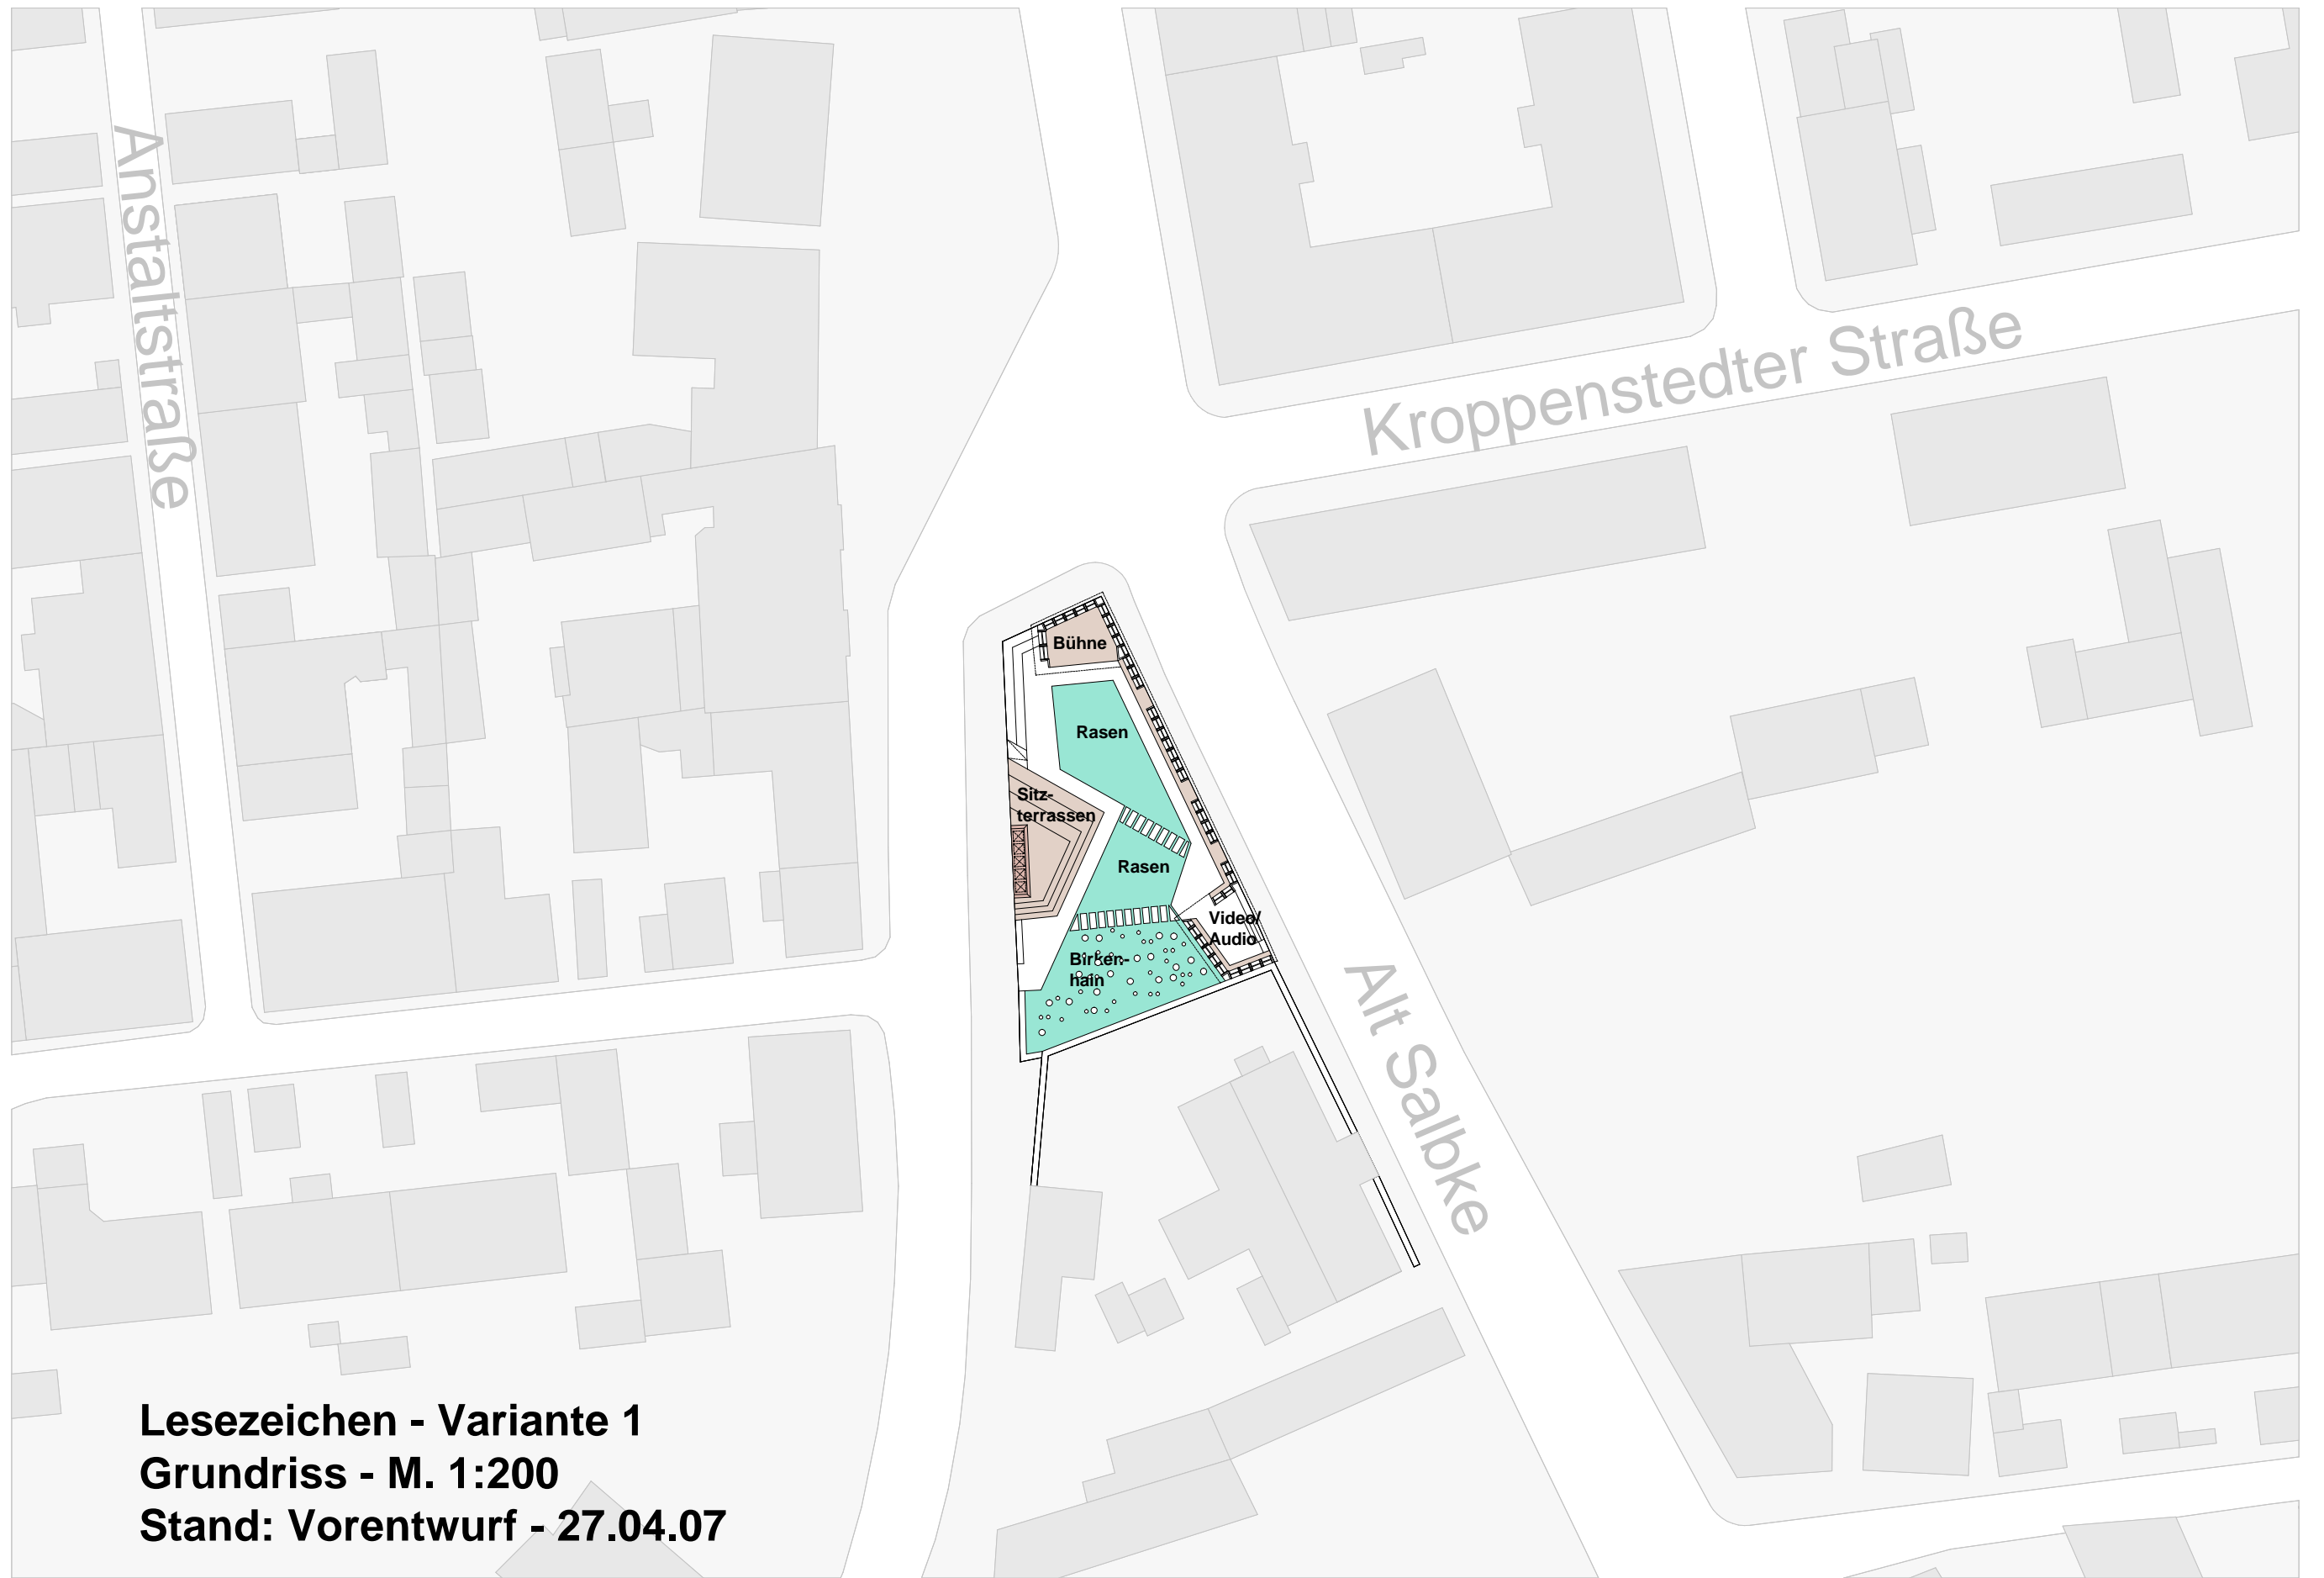 Anstaltstraße
Kroppenstedter Straße
Bühne
Rasen
Sitz-
terrassen
Rasen
Video/
Audio
Birken-
hain
Alt Salbke
Lesezeichen - Variante 1
Grundriss - M. 1:200
Stand: Vorentwurf - 27.04.07